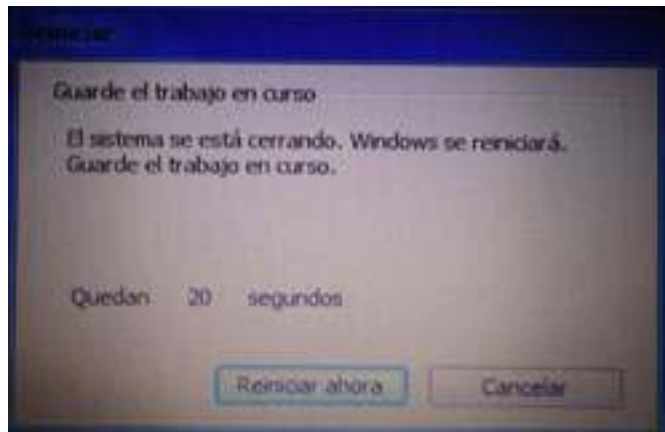 Reiniciar
Guarde el trabajo en curso
El sistema se está cerrando. Windows se reiniciará.
Guarde el trabajo en curso.
Quedan 20 segundos
Reiniciar ahora Cancelar